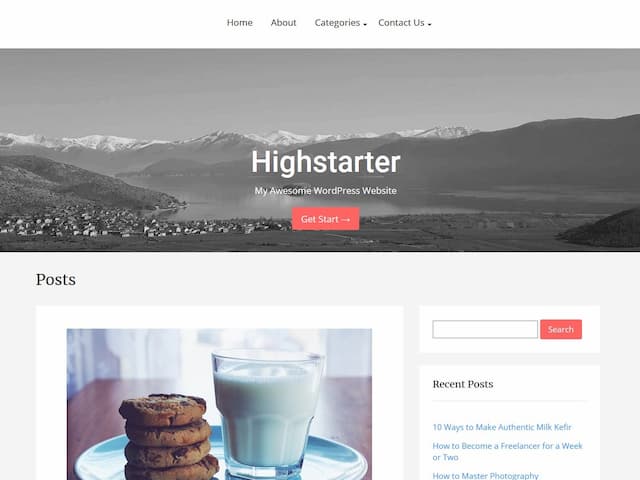 Home About Categories Contact Us
Highstarter
My Awesome WordPress Website
Get Start →
Posts
Search
Recent Posts
10 Ways to Make Authentic Milk Kefir
How to Become a Freelancer for a Week
or Two
How to Master Photography